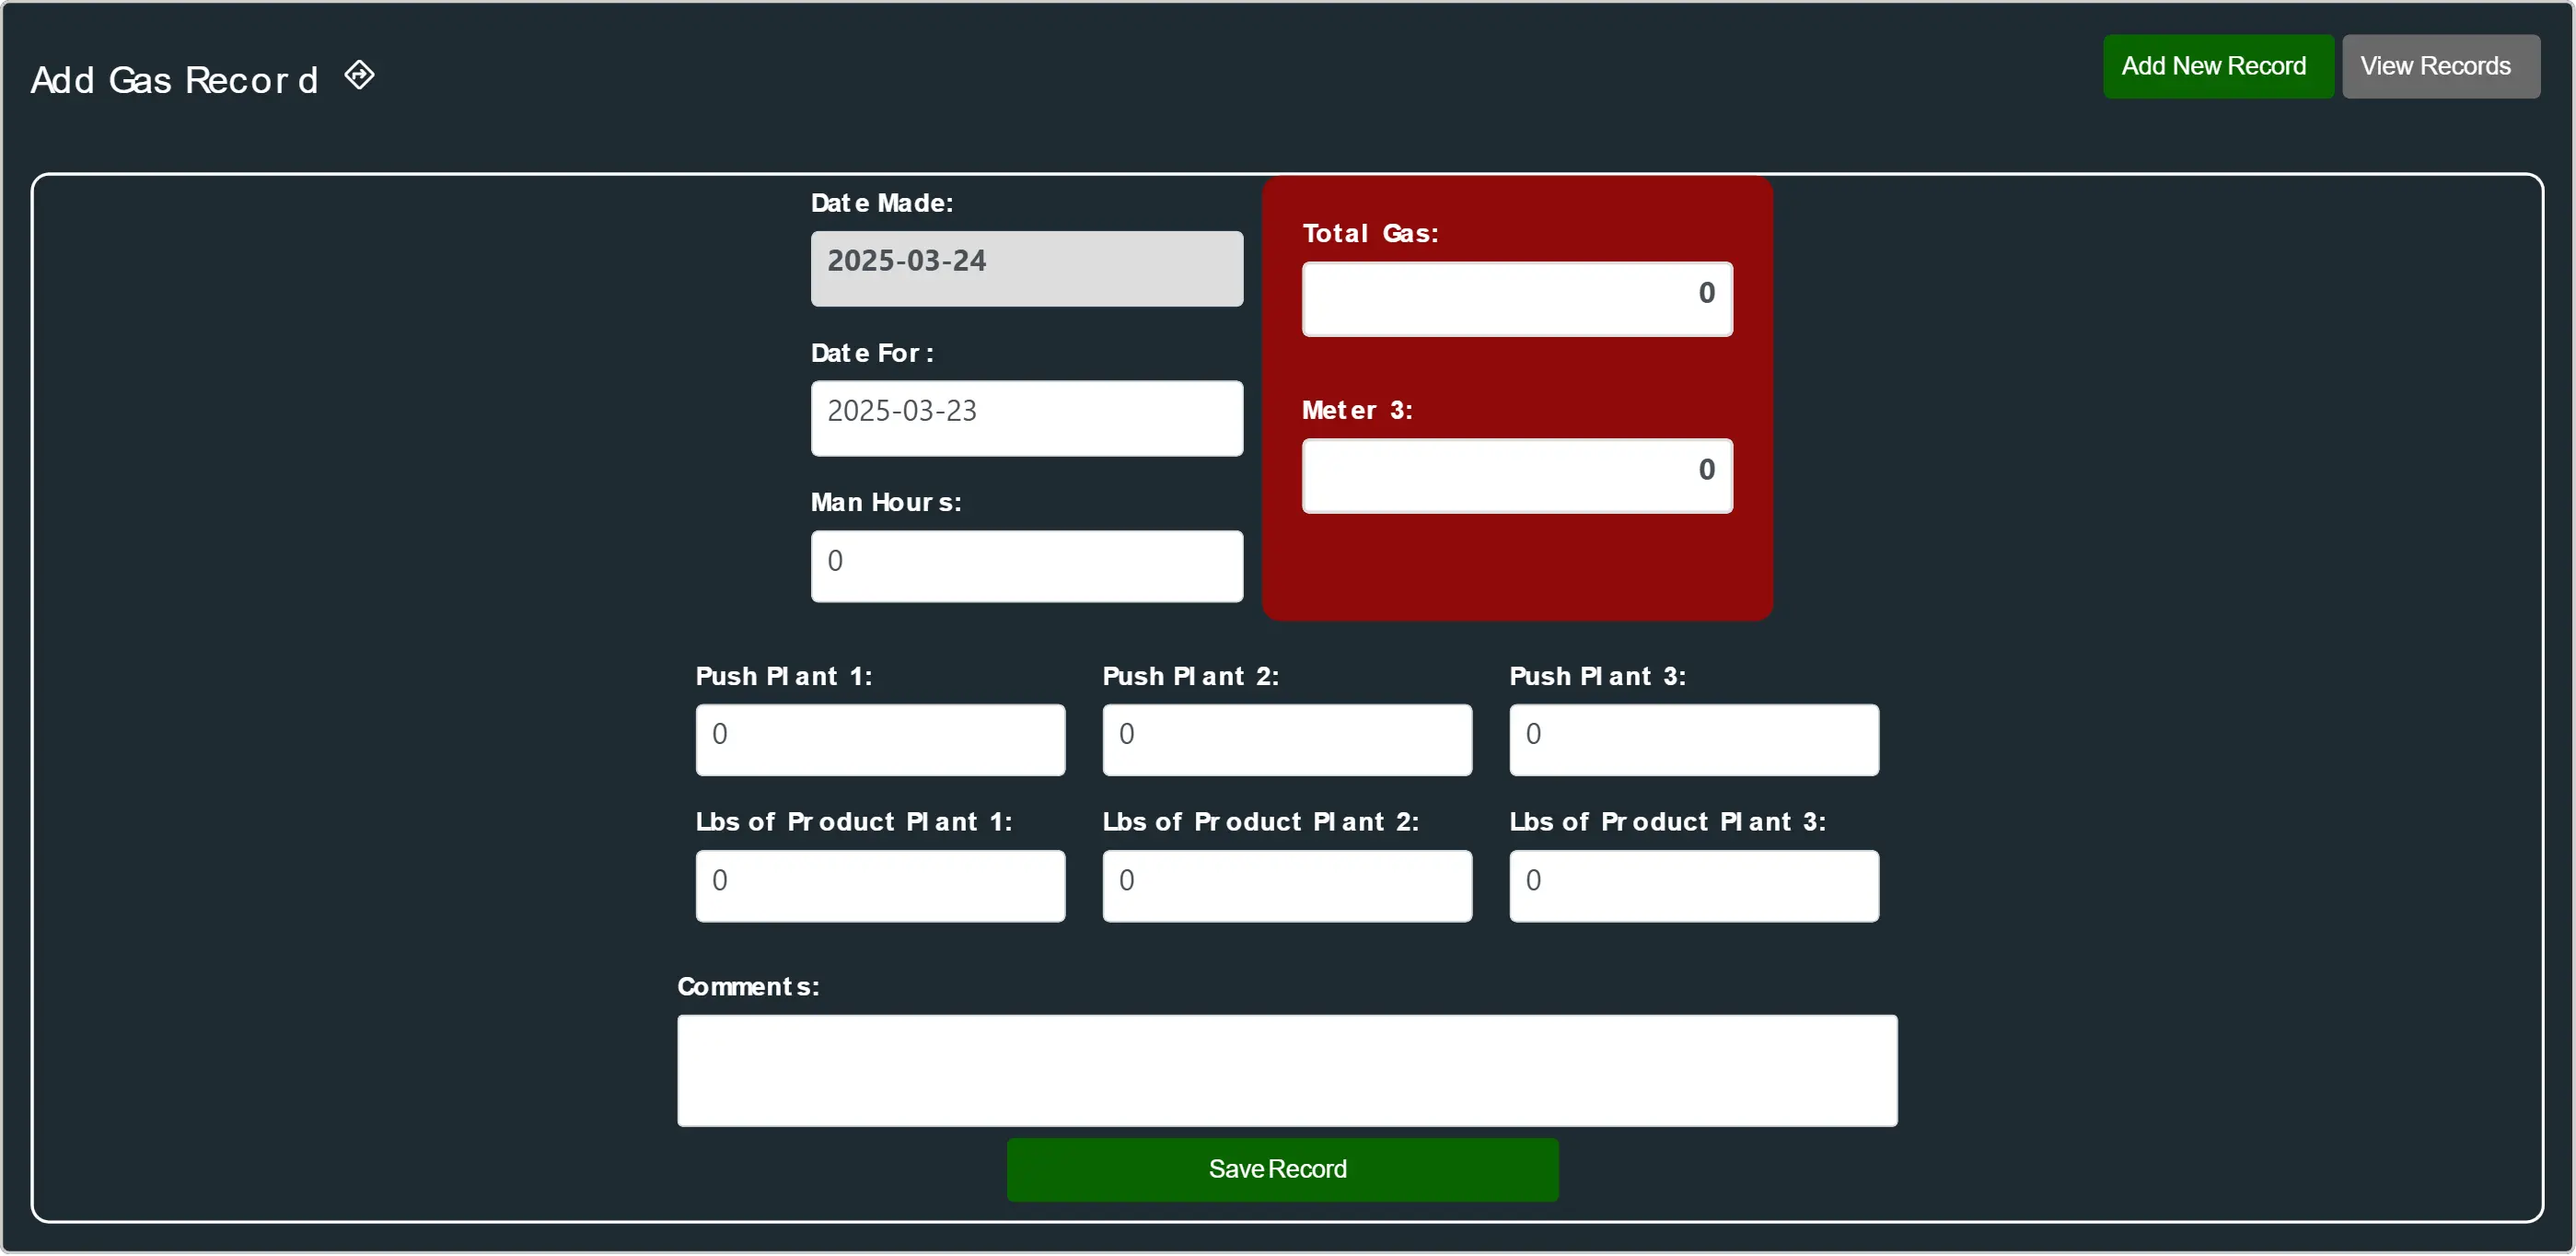 Add Gas Record
Add New Record
View Records
Date Made:
2025-03-24
Date For:
2025-03-23
Man Hours:
0
Total Gas:
0
Meter 3:
0
Push Plant 1:
0
Push Plant 2:
0
Push Plant 3:
0
Lbs of Product Plant 1:
0
Lbs of Product Plant 2:
0
Lbs of Product Plant 3:
0
Comments:
Save Record